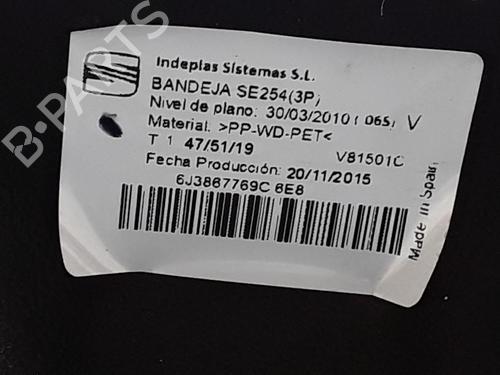 Indeplas Sistemas S.L.
BANDEJA SE254(3P)
Nivel de plano: 30/03/2010 ( 06S) V
Material: >PP-WD-PET<
T 1 47/51/19 V81501C
Fecha Producción: 20/11/2015
6J3867769C 6E8
Made in Spain
B-PARTS